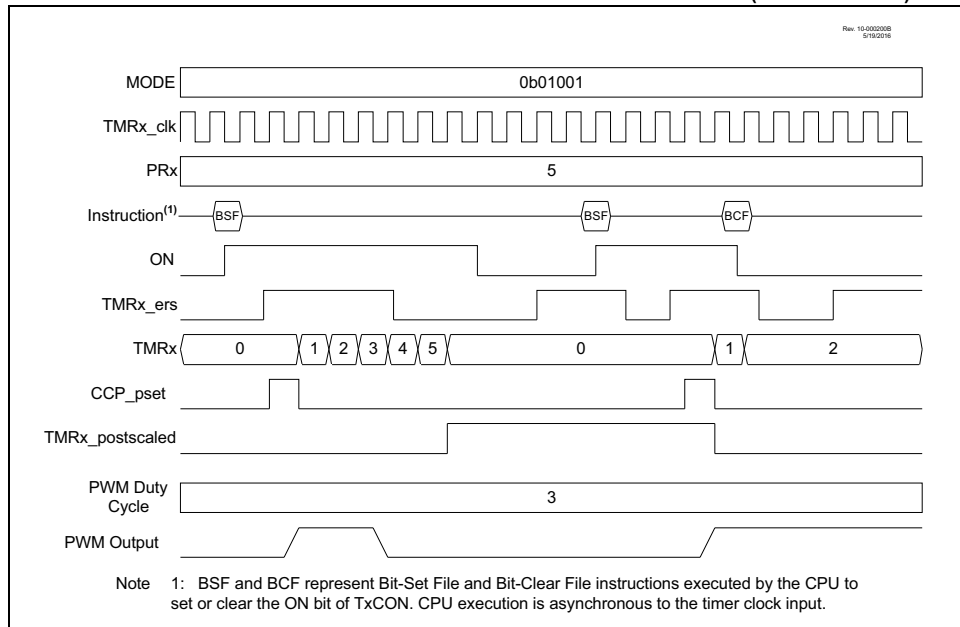 Rev. 10-000200B
5/19/2016
MODE 0b01001
TMRx_clk
PRx 5
Instruction(1) BSF BSF BCF
ON
TMRx_ers
TMRx 0 1 2 3 4 5 0 1 2
CCP_pset
TMRx_postscaled
PWM Duty
Cycle 3
PWM Output
Note 1: BSF and BCF represent Bit-Set File and Bit-Clear File instructions executed by the CPU to
set or clear the ON bit of TxCON. CPU execution is asynchronous to the timer clock input.